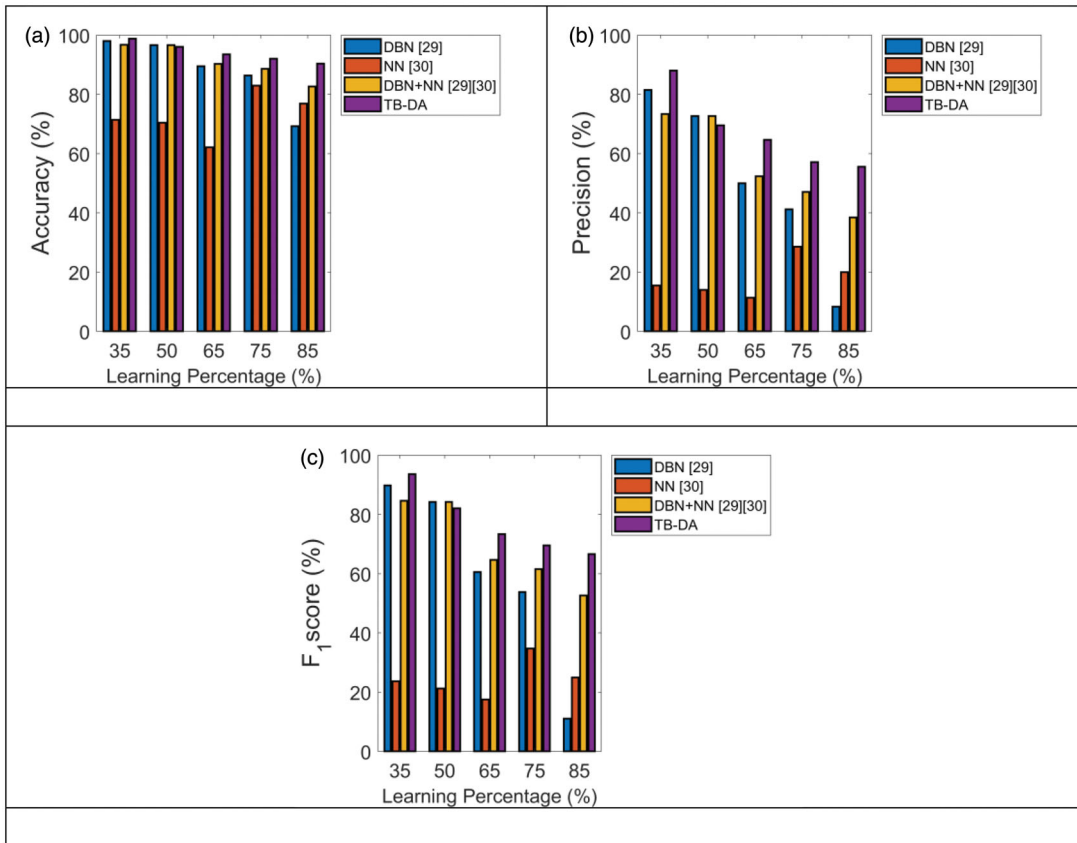 (a)
100
80
60
40
20
0
Accuracy (%)
35 50 65 75 85
Learning Percentage (%)
DBN [29]
NN [30]
DBN+NN [29][30]
TB-DA
(b)
100
80
60
40
20
0
Precision (%)
35 50 65 75 85
Learning Percentage (%)
DBN [29]
NN [30]
DBN+NN [29][30]
TB-DA
(c)
100
80
60
40
20
0
F1score (%)
35 50 65 75 85
Learning Percentage (%)
DBN [29]
NN [30]
DBN+NN [29][30]
TB-DA